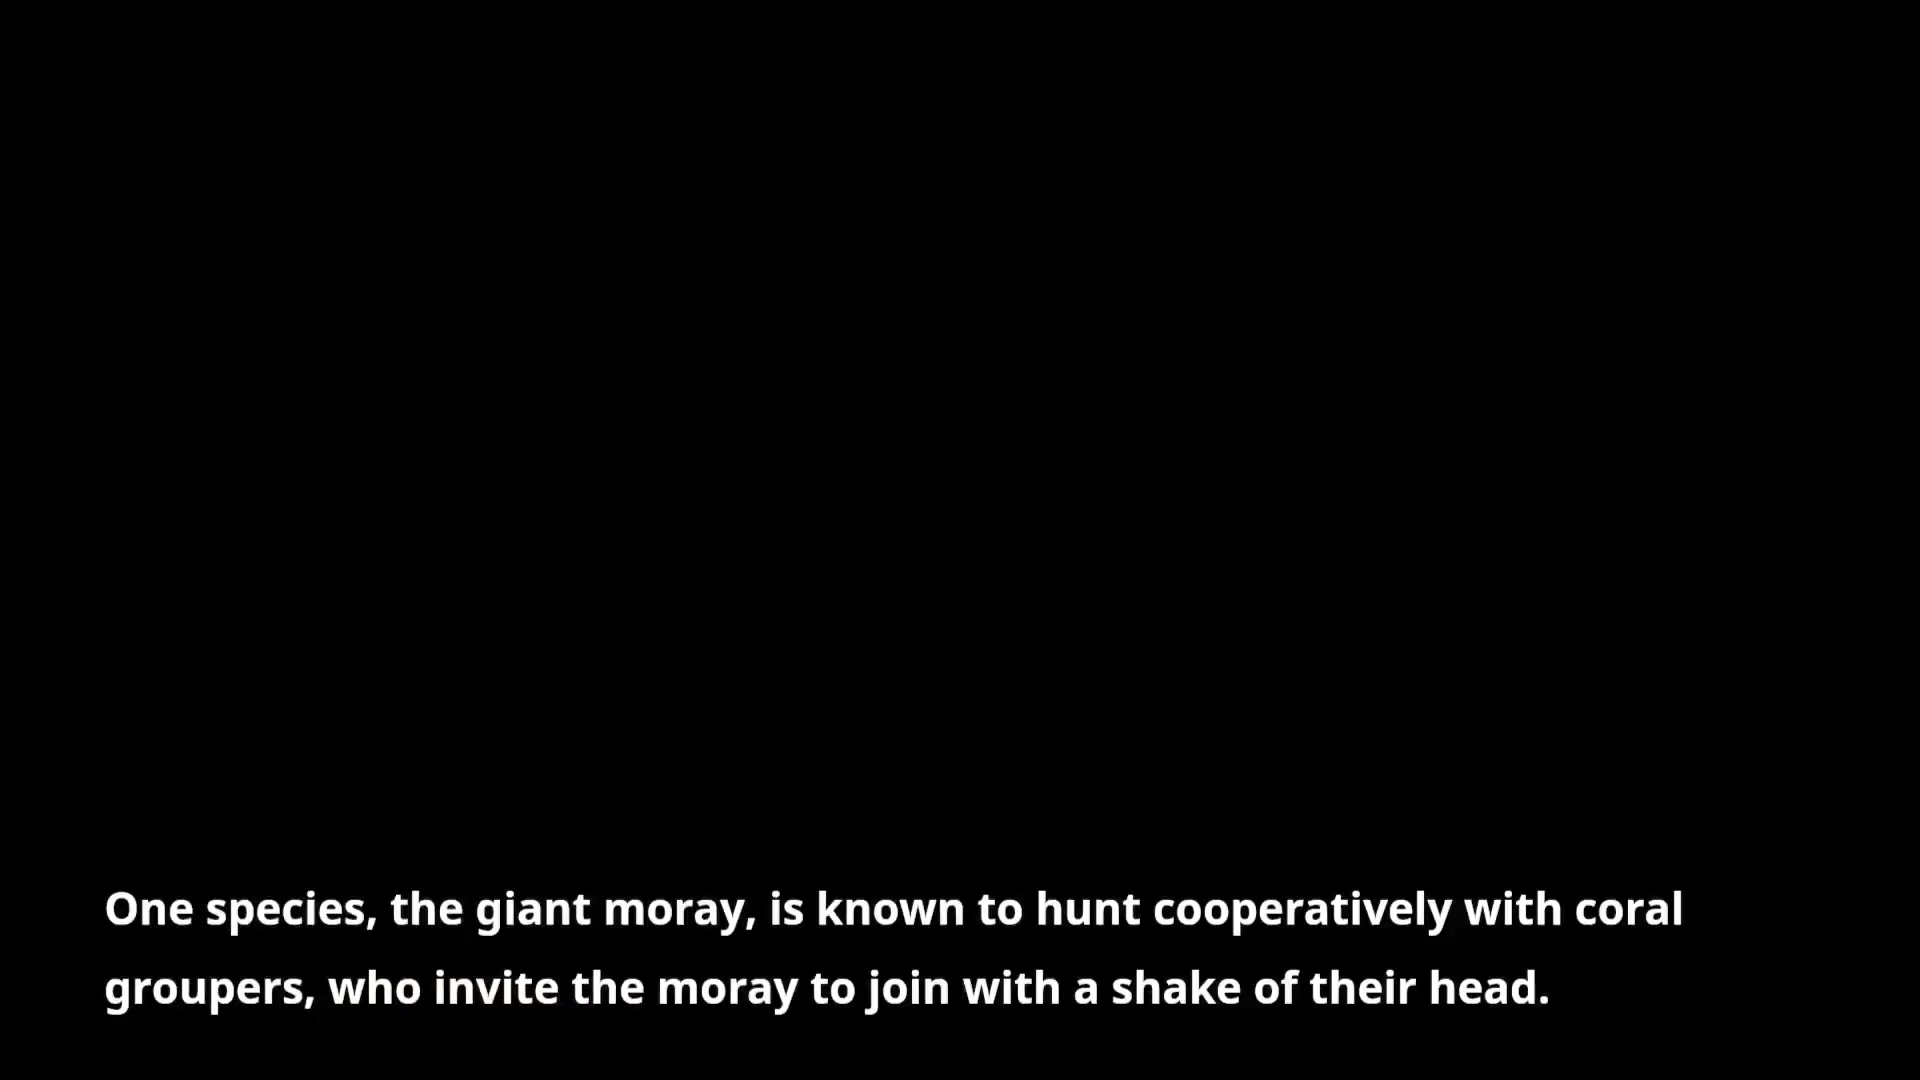 One species, the giant moray, is known to hunt cooperatively with coral
groupers, who invite the moray to join with a shake of their head.